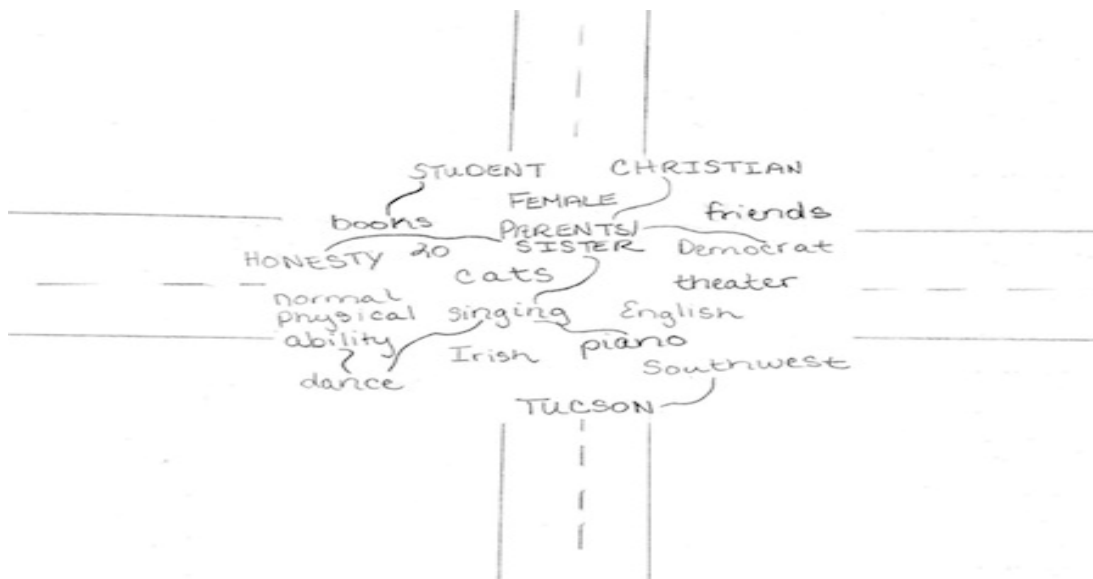 STUDENT CHRISTIAN
FEMALE
books friends
PARENTS/
SISTER Democrat
HONESTY 20
cats theater
normal
physical singing English
ability piano
Irish
Southwest
dance
TUCSON